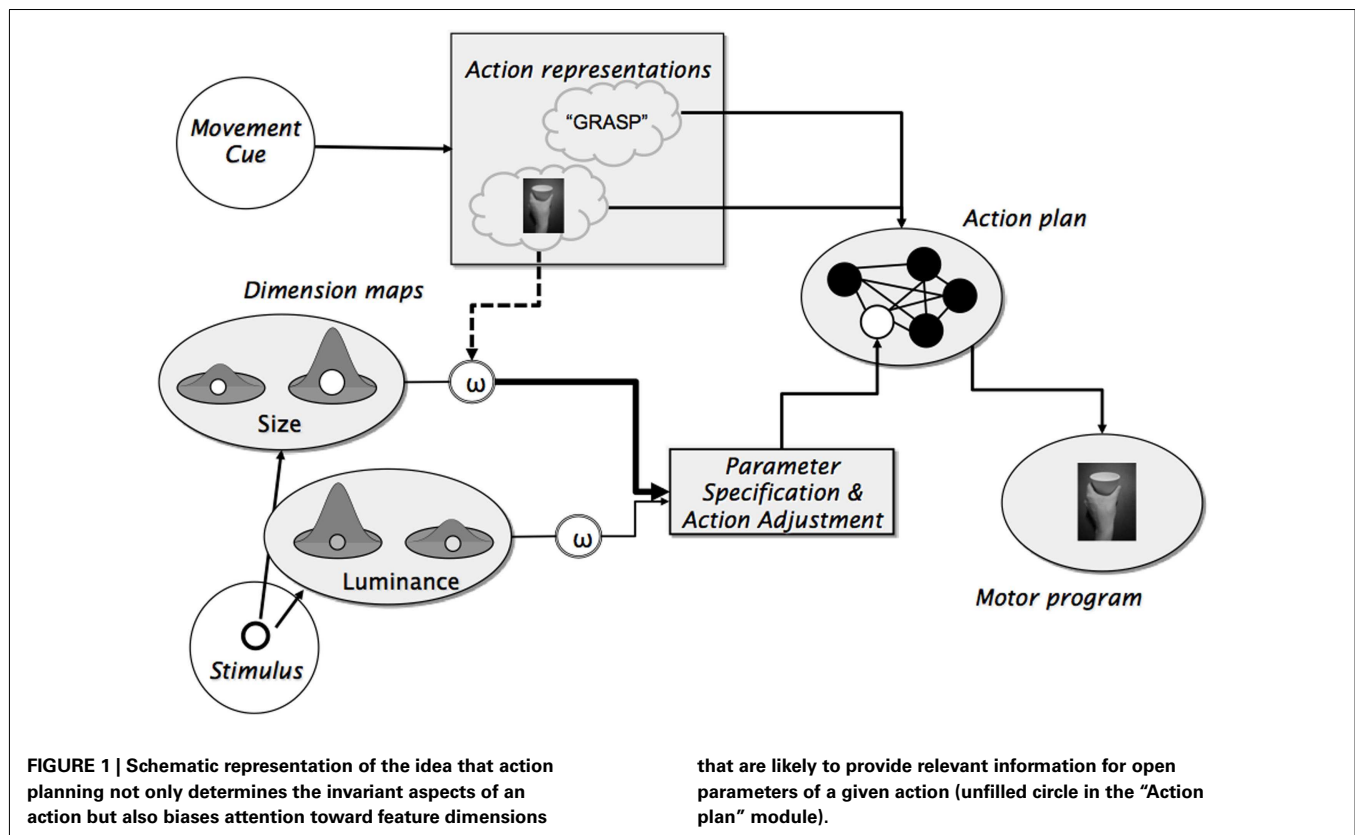 Action representations
"GRASP"
Movement
Cue
Action plan
Dimension maps
ω
Size
Parameter
Specification &
Action Adjustment
ω
Luminance
Motor program
Stimulus
FIGURE 1 | Schematic representation of the idea that action
planning not only determines the invariant aspects of an
action but also biases attention toward feature dimensions
that are likely to provide relevant information for open
parameters of a given action (unfilled circle in the "Action
plan" module).